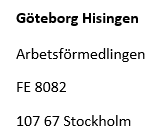 Göteborg Hisingen
Arbetsförmedlingen
FE 8082
107 67 Stockholm